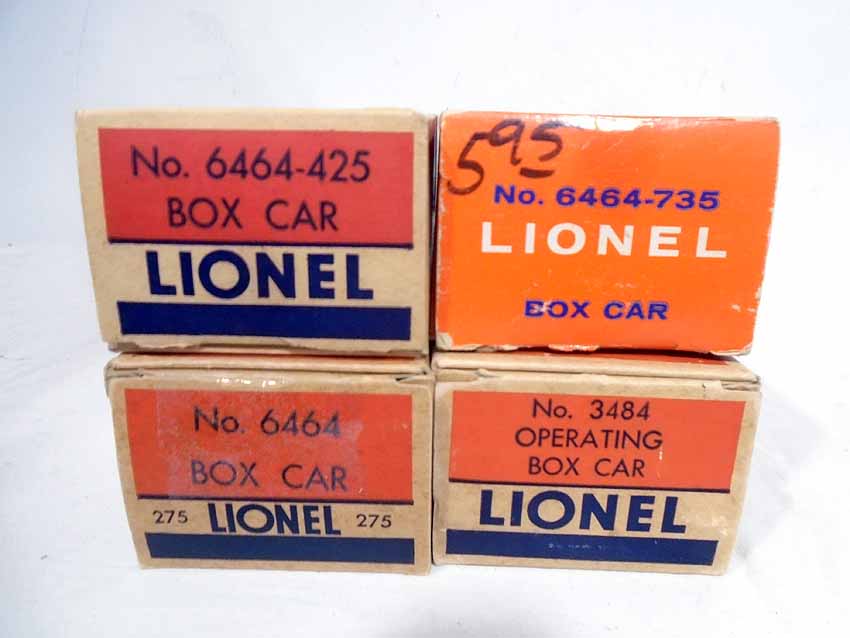 No. 6464-425
BOX CAR
LIONEL
595
No. 6464-735
LIONEL
BOX CAR
No. 6464
BOX CAR
275 LIONEL 275
No. 3484
OPERATING
BOX CAR
LIONEL